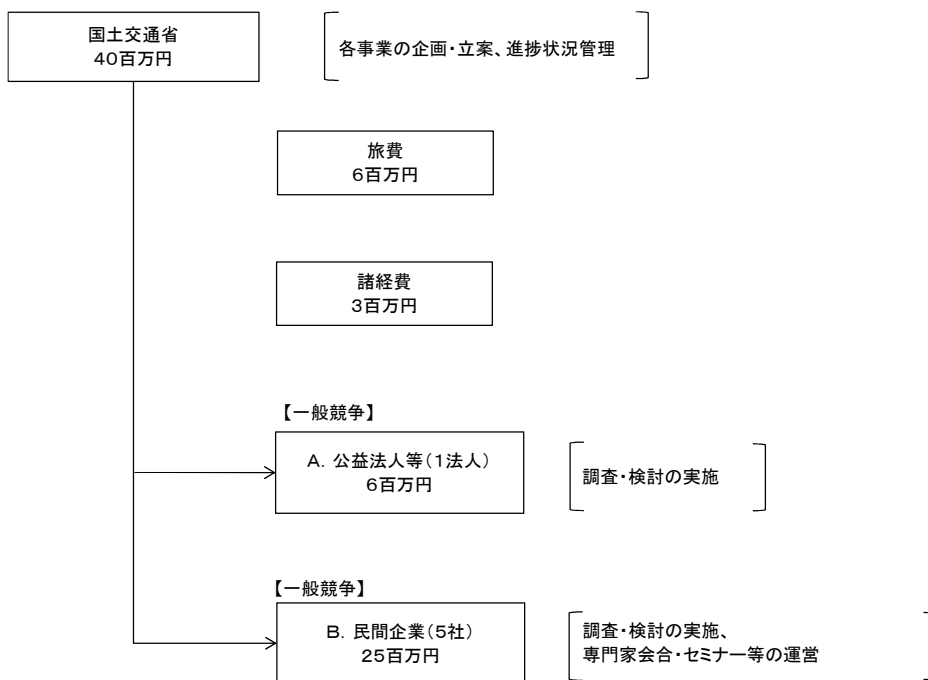 国土交通省
40百万円
各事業の企画・立案、進捗状況管理
旅費
6百万円
諸経費
3百万円
【一般競争】
A．公益法人等（1法人）
6百万円
調査・検討の実施
【一般競争】
B．民間企業（5社）
25百万円
調査・検討の実施、
専門家会合・セミナー等の運営